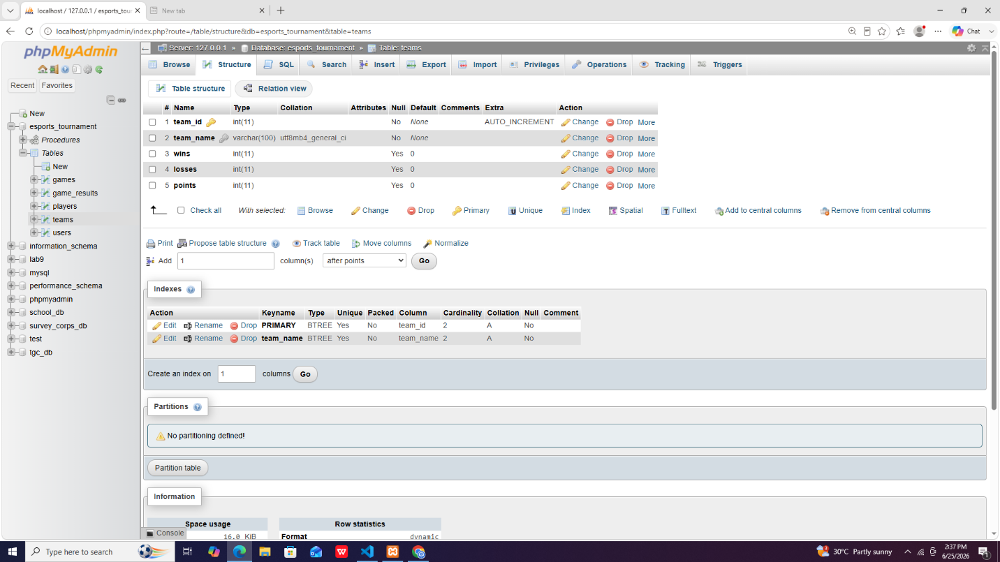 localhost / 127.0.0.1 / esports_tour
New tab
localhost/phpmyadmin/index.php?route=/table/structure&db=esports_tournament&table=teams
Chat
phpMyAdmin
Recent
Favorites
New
esports_tournament
Procedures
Tables
New
games
game_results
players
teams
users
information_schema
lab9
mysql
performance_schema
phpmyadmin
school_db
survey_corps_db
test
tgc_db
Server: 127.0.0.1 » Database: esports_tournament » Table: teams
Browse Structure SQL Search Insert Export Import Privileges Operations Tracking Triggers
Table structure Relation view
# Name Type Collation Attributes Null Default Comments Extra Action
1 team_id int(11) No None AUTO_INCREMENT Change Drop More
2 team_name varchar(100) utf8mb4_general_ci No None Change Drop More
3 wins int(11) Yes 0 Change Drop More
4 losses int(11) Yes 0 Change Drop More
5 points int(11) Yes 0 Change Drop More
Check all With selected: Browse Change Drop Primary Unique Index Spatial Fulltext Add to central columns Remove from central columns
Print Propose table structure Track table Move columns Normalize
Add 1 column(s) after points Go
Indexes
Action Keyname Type Unique Packed Column Cardinality Collation Null Comment
Edit Rename Drop PRIMARY BTREE Yes No team_id 2 A No
Edit Rename Drop team_name BTREE Yes No team_name 2 A No
Create an index on 1 columns Go
Partitions
No partitioning defined!
Partition table
Information
Space usage Row statistics
16.0 KiB Format dynamic
Console
Type here to search
30°C Partly sunny
2:37 PM
6/25/2026
1